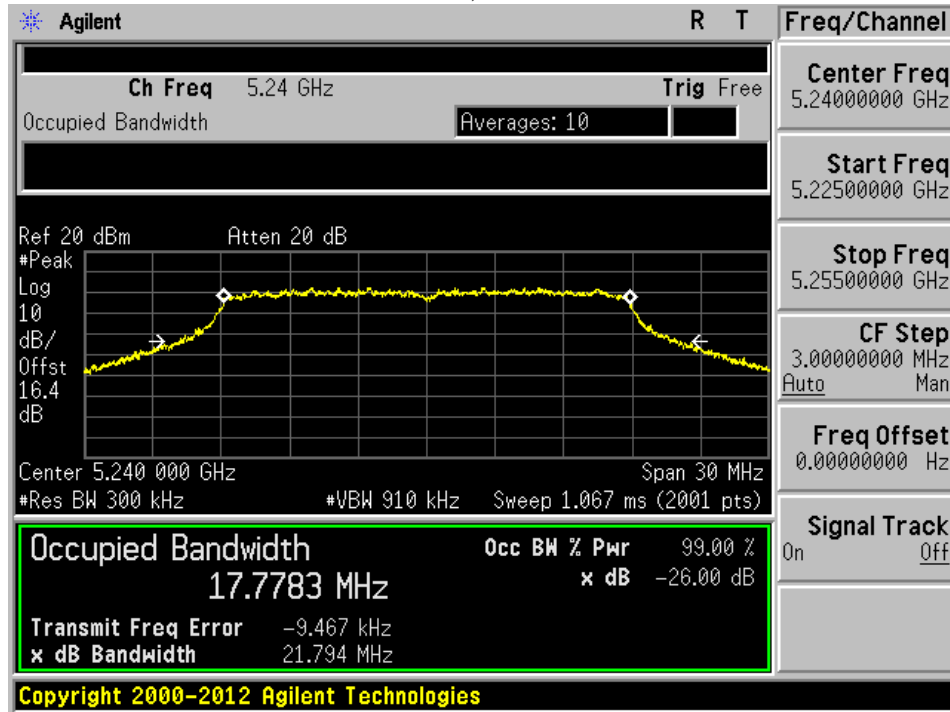 Agilent R T
Freq/Channel
Ch Freq 5.24 GHz Trig Free
Occupied Bandwidth Averages: 10
Ref 20 dBm Atten 20 dB
#Peak
Log
10
dB/
Offst
16.4
dB
Center 5.240 000 GHz Span 30 MHz
#Res BW 300 kHz #VBW 910 kHz Sweep 1.067 ms (2001 pts)
Occupied Bandwidth Occ BW % Pwr 99.00 %
17.7783 MHz x dB -26.00 dB
Transmit Freq Error -9.467 kHz
x dB Bandwidth 21.794 MHz
Copyright 2000-2012 Agilent Technologies
Center Freq
5.24000000 GHz
Start Freq
5.22500000 GHz
Stop Freq
5.25500000 GHz
CF Step
3.00000000 MHz
Auto Man
Freq Offset
0.00000000 Hz
Signal Track
On Off